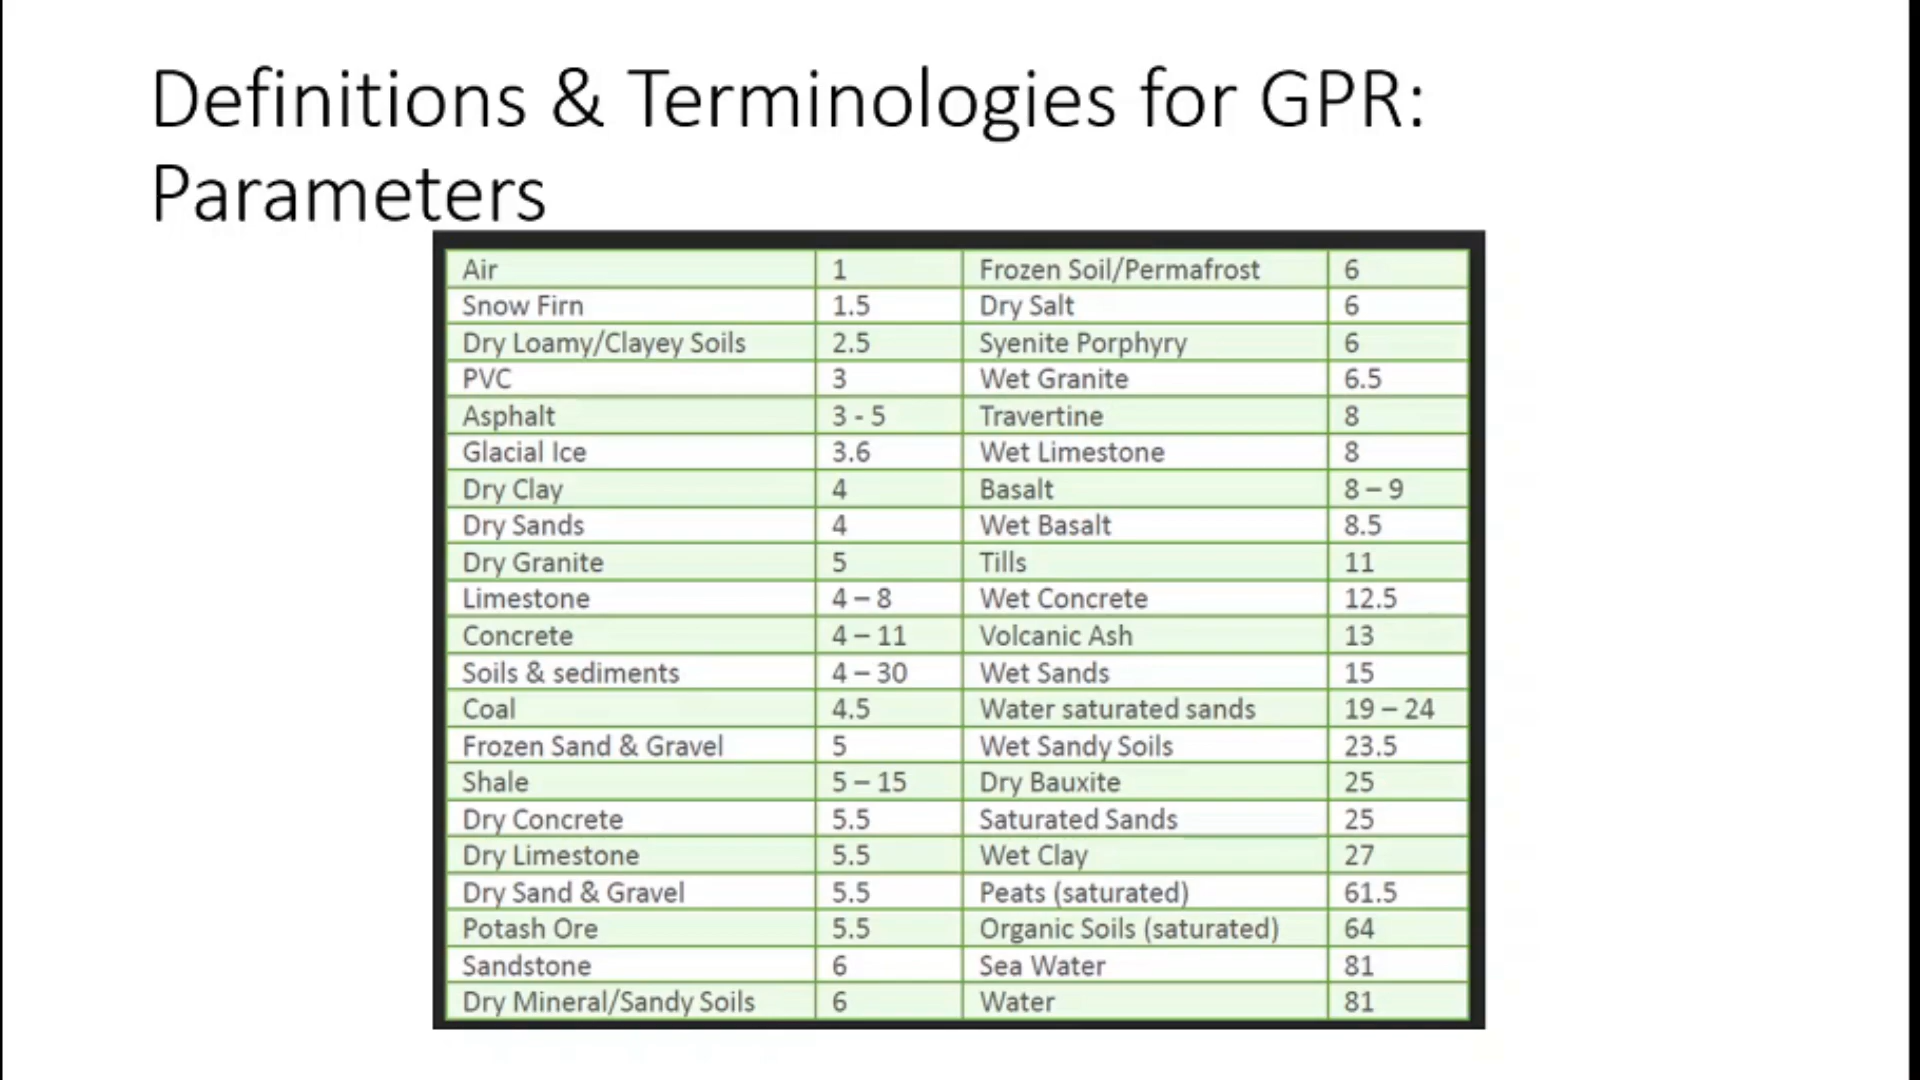 Definitions & Terminologies for GPR:
Parameters
Air 1 Frozen Soil/Permafrost 6
Snow Firn 1.5 Dry Salt 6
Dry Loamy/Clayey Soils 2.5 Syenite Porphyry 6
PVC 3 Wet Granite 6.5
Asphalt 3 - 5 Travertine 8
Glacial Ice 3.6 Wet Limestone 8
Dry Clay 4 Basalt 8 – 9
Dry Sands 4 Wet Basalt 8.5
Dry Granite 5 Tills 11
Limestone 4 – 8 Wet Concrete 12.5
Concrete 4 – 11 Volcanic Ash 13
Soils & sediments 4 – 30 Wet Sands 15
Coal 4.5 Water saturated sands 19 – 24
Frozen Sand & Gravel 5 Wet Sandy Soils 23.5
Shale 5 – 15 Dry Bauxite 25
Dry Concrete 5.5 Saturated Sands 25
Dry Limestone 5.5 Wet Clay 27
Dry Sand & Gravel 5.5 Peats (saturated) 61.5
Potash Ore 5.5 Organic Soils (saturated) 64
Sandstone 6 Sea Water 81
Dry Mineral/Sandy Soils 6 Water 81